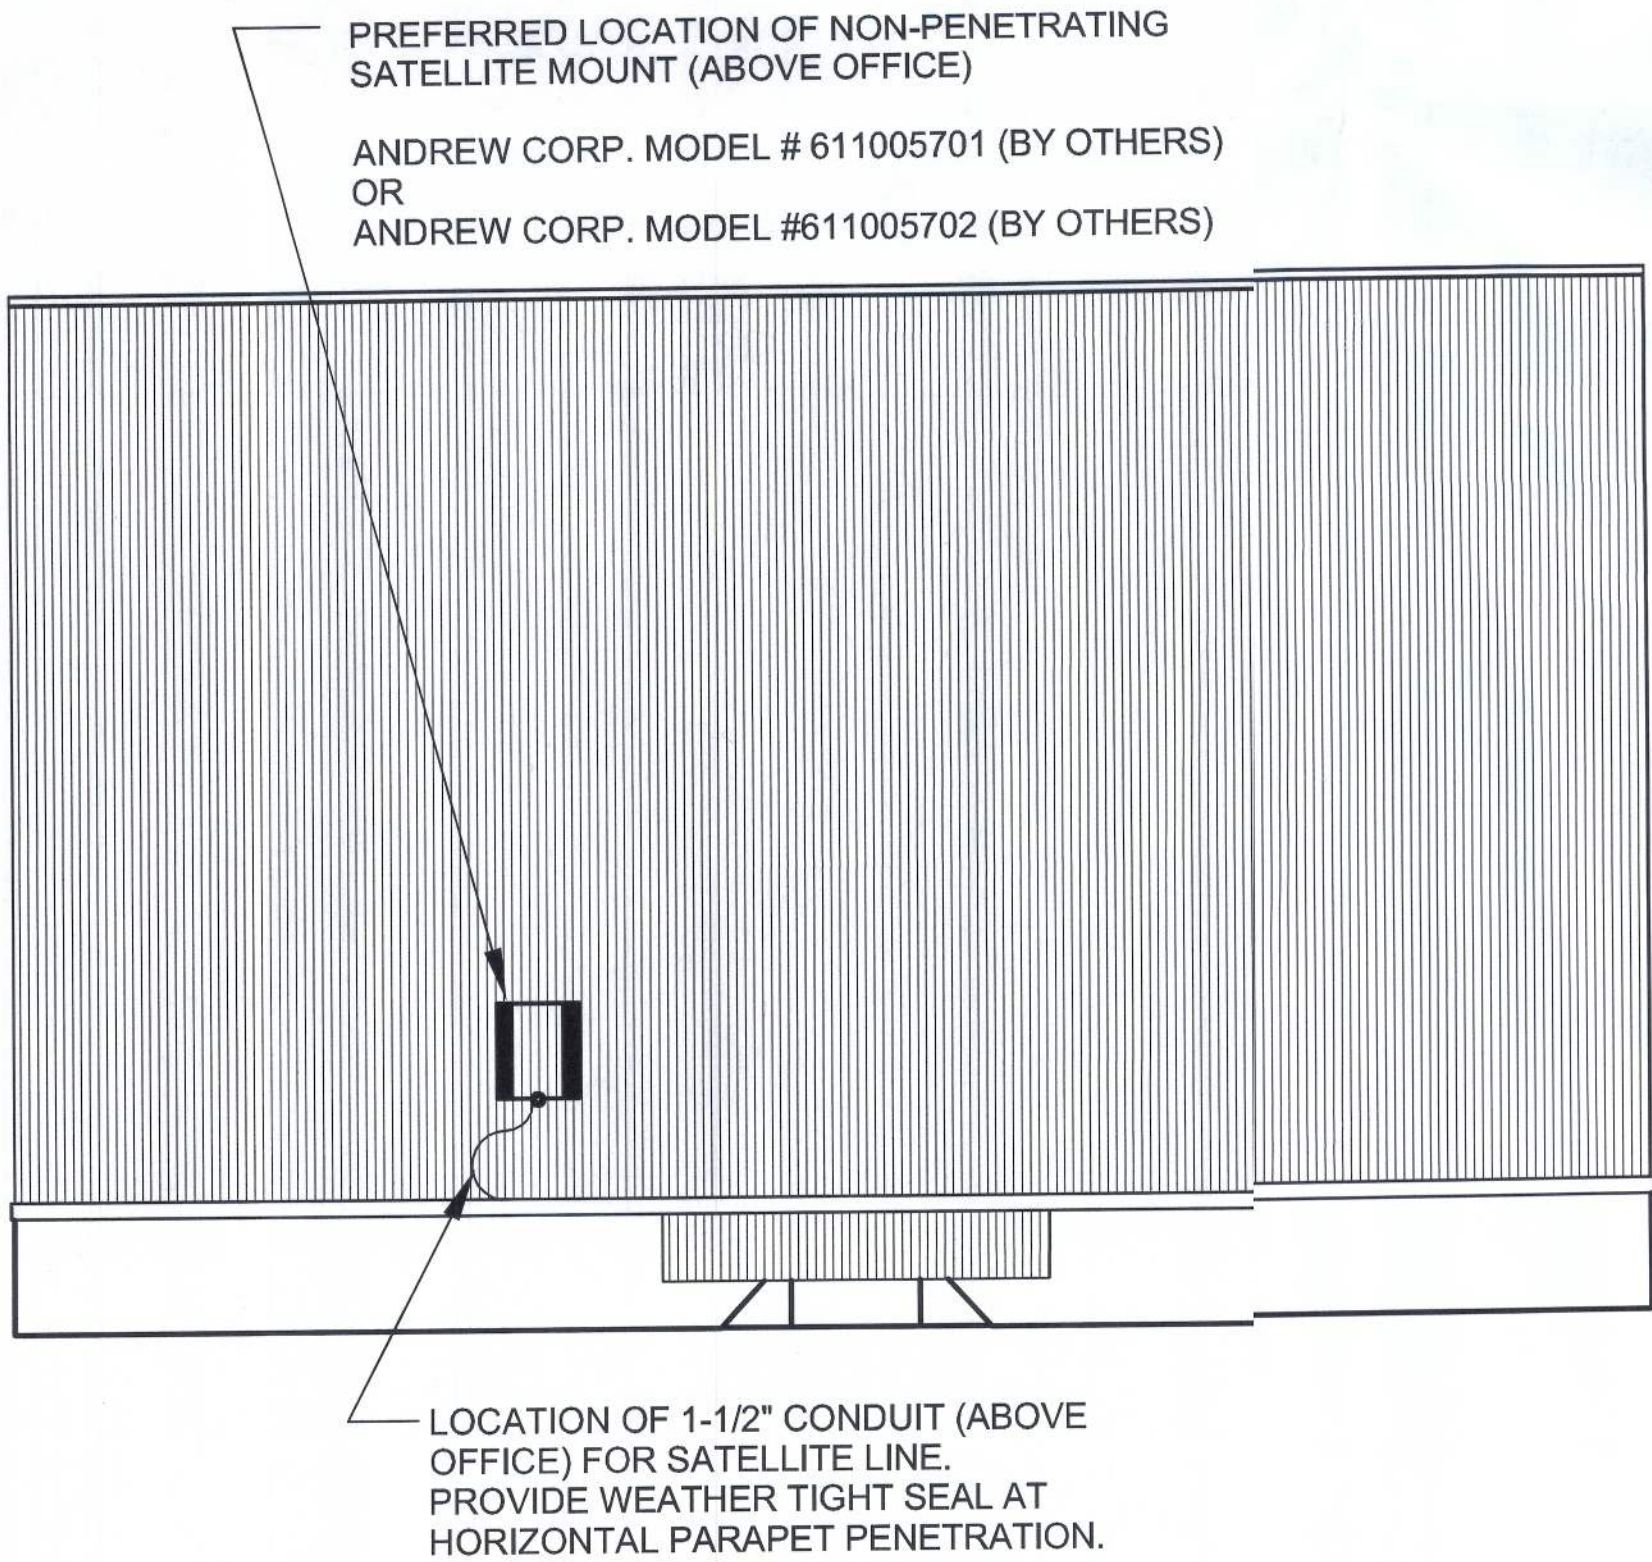 PREFERRED LOCATION OF NON-PENETRATING
SATELLITE MOUNT (ABOVE OFFICE)
ANDREW CORP. MODEL # 611005701 (BY OTHERS)
OR
ANDREW CORP. MODEL #611005702 (BY OTHERS)
LOCATION OF 1-1/2" CONDUIT (ABOVE
OFFICE) FOR SATELLITE LINE.
PROVIDE WEATHER TIGHT SEAL AT
HORIZONTAL PARAPET PENETRATION.